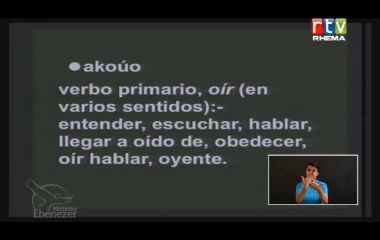 rtv
RHEMA
●akoúo
verbo primario, oír (en
varios sentidos):-
entender, escuchar, hablar,
llegar a oído de, obedecer,
oír hablar, oyente.
Ministerios
Ebenezer